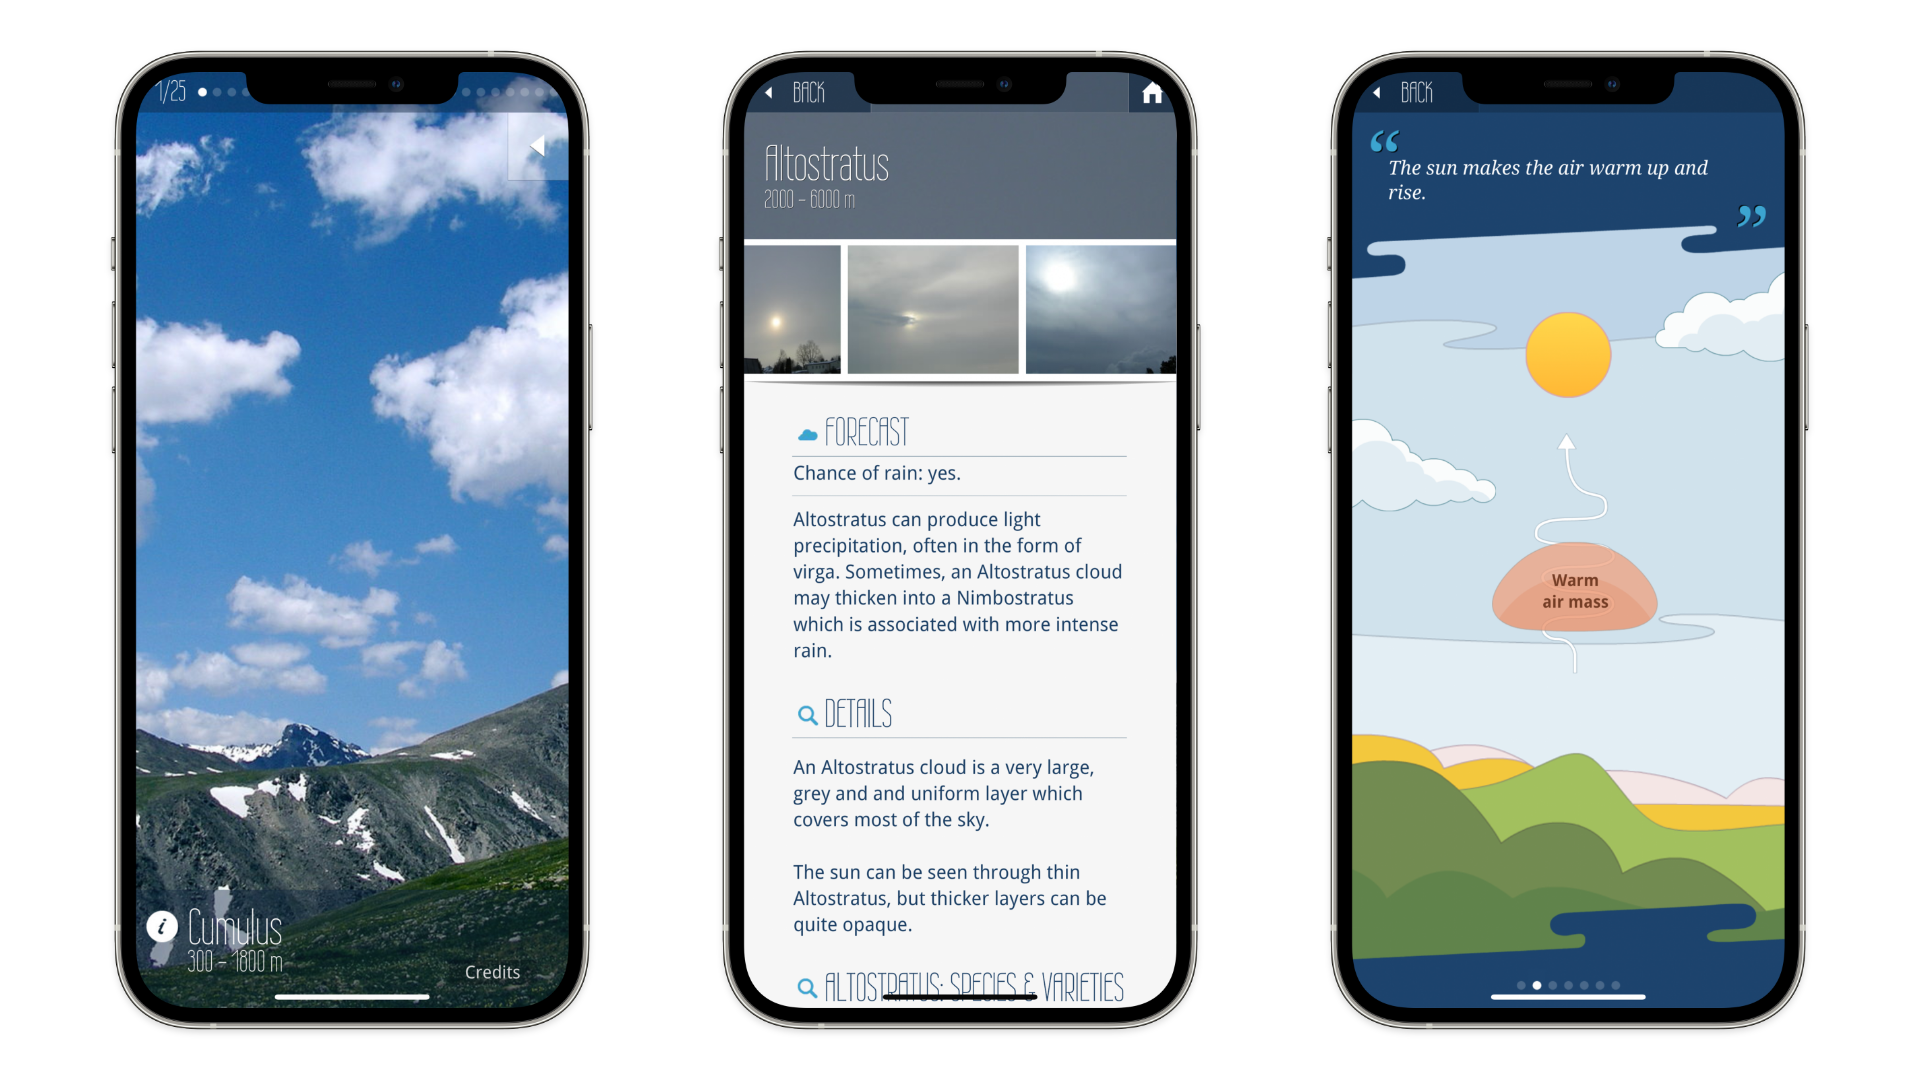 1/25
Cumulus
300 – 1800 m
Credits
BACK
Altostratus
2000 – 6000 m
FORECAST
Chance of rain: yes.
Altostratus can produce light
precipitation, often in the form of
virga. Sometimes, an Altostratus cloud
may thicken into a Nimbostratus
which is associated with more intense
rain.
DETAILS
An Altostratus cloud is a very large,
grey and and uniform layer which
covers most of the sky.
The sun can be seen through thin
Altostratus, but thicker layers can be
quite opaque.
ALTOSTRATUS: SPECIES & VARIETIES
BACK
“The sun makes the air warm up and
rise.”
Warm
air mass